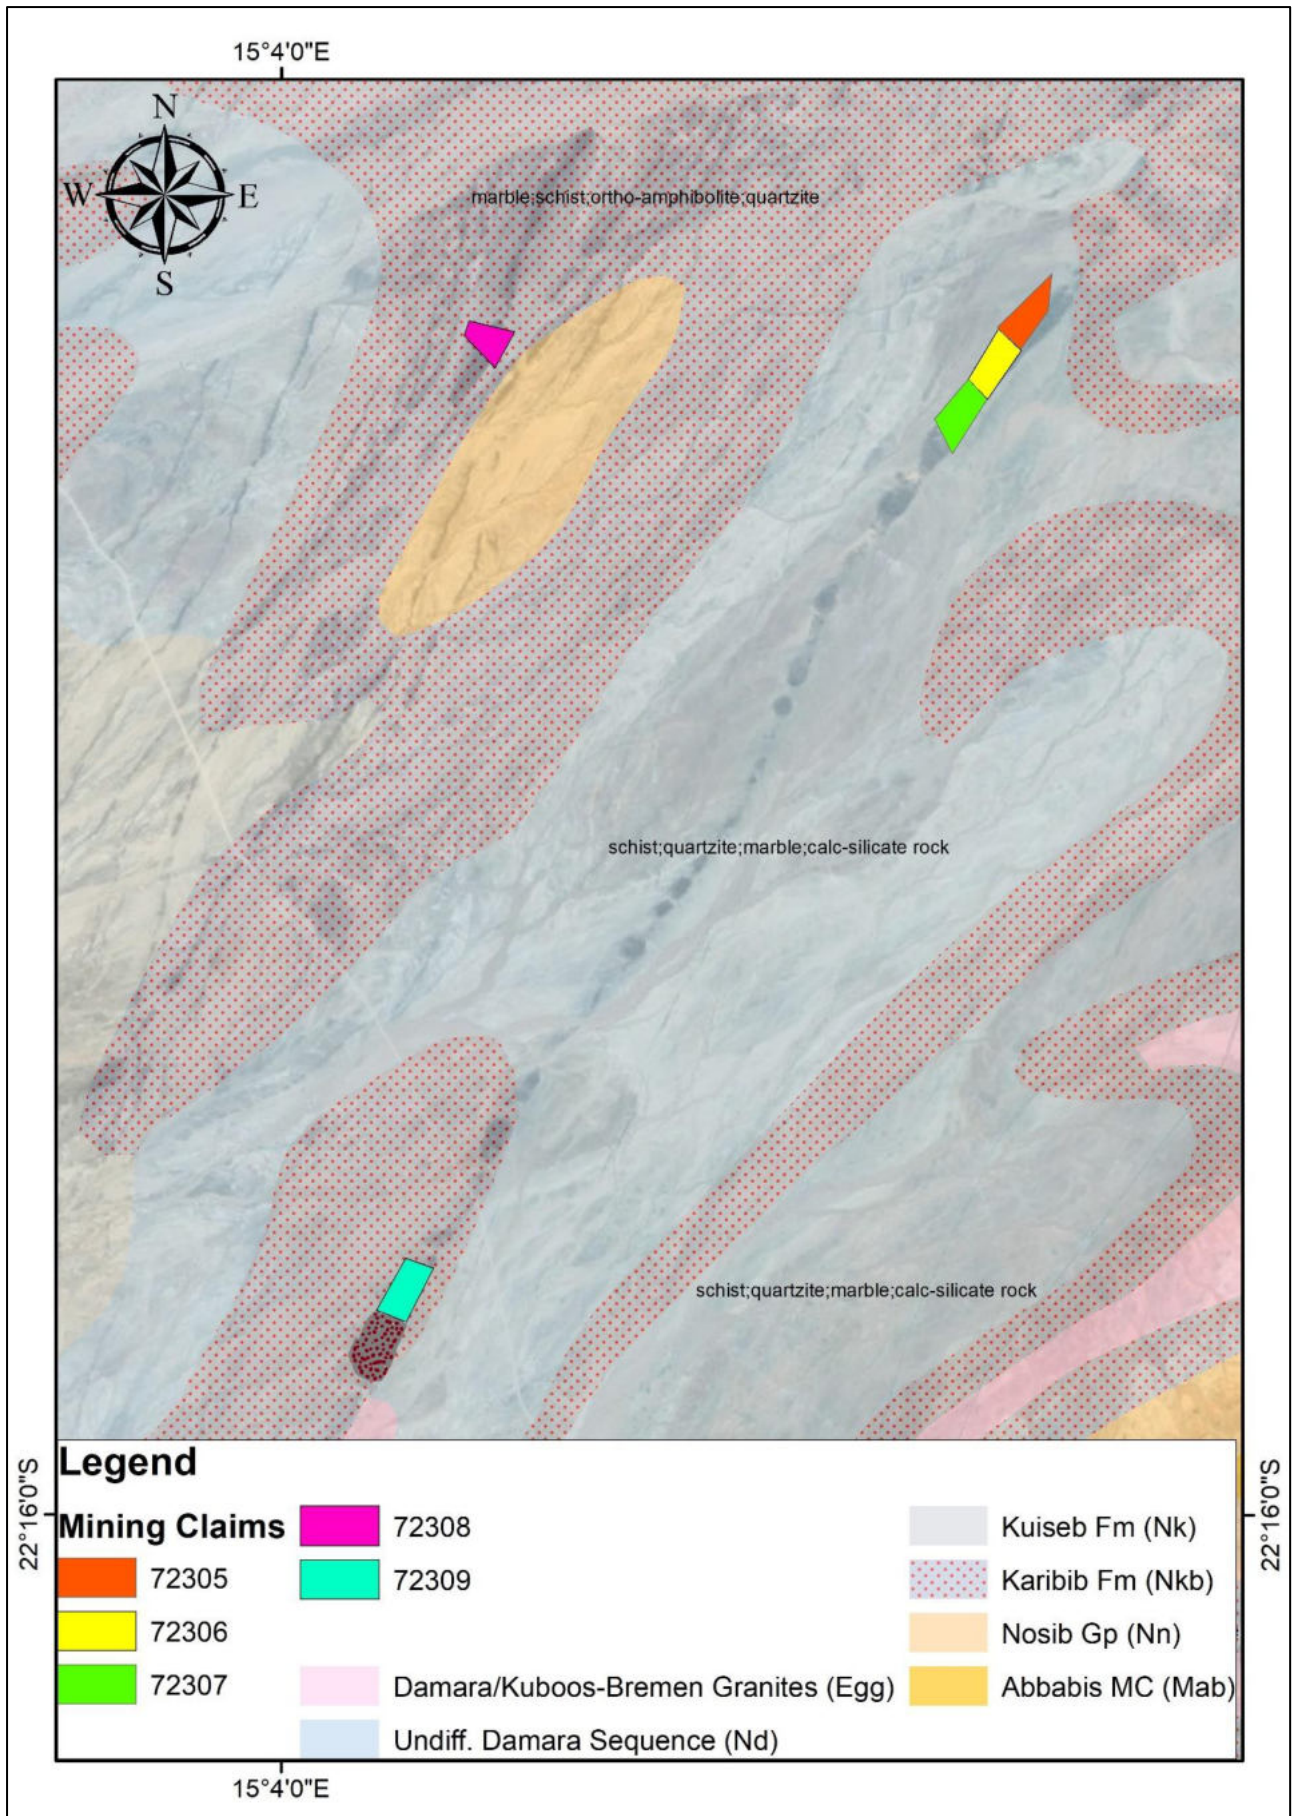 15°4'0"E
N
W E
S
marble;schist;ortho-amphibolite;quartzite
schist;quartzite;marble;calc-silicate rock
schist;quartzite;marble;calc-silicate rock
Legend
Mining Claims
72305
72306
72307
72308
72309
Damara/Kuboos-Bremen Granites (Egg)
Undiff. Damara Sequence (Nd)
Kuiseb Fm (Nk)
Karibib Fm (Nkb)
Nosib Gp (Nn)
Abbabis MC (Mab)
22°16'0"S
22°16'0"S
15°4'0"E